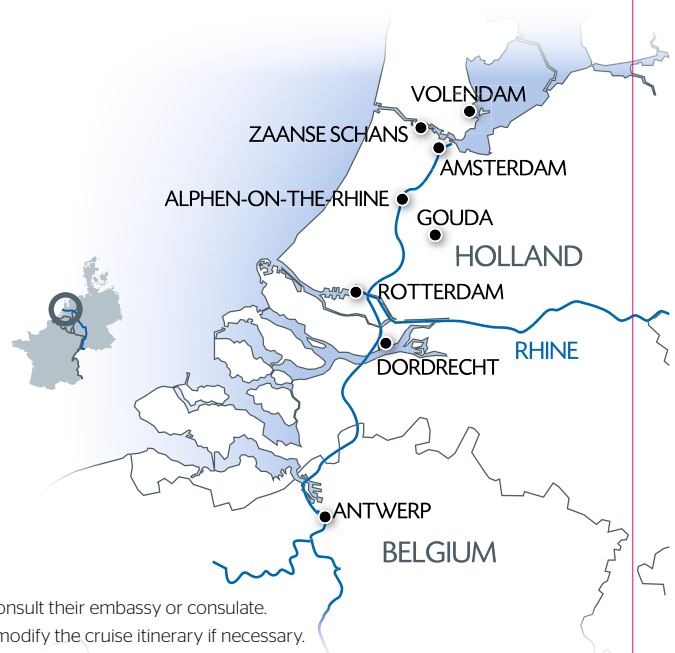 VOLENDAM
ZAANSE SCHANS
AMSTERDAM
ALPHEN-ON-THE-RHINE
GOUDA
HOLLAND
ROTTERDAM
RHINE
DORDRECHT
ANTWERP
BELGIUM
onsult their embassy or consulate.
modify the cruise itinerary if necessary.